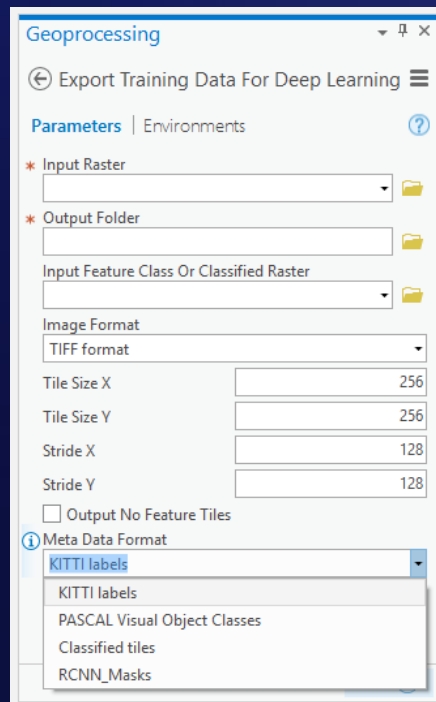 Geoprocessing
Export Training Data For Deep Learning
Parameters | Environments
?
* Input Raster
* Output Folder
Input Feature Class Or Classified Raster
Image Format
TIFF format
Tile Size X 256
Tile Size Y 256
Stride X 128
Stride Y 128
Output No Feature Tiles
i Meta Data Format
KITTI labels
KITTI labels
PASCAL Visual Object Classes
Classified tiles
RCNN_Masks